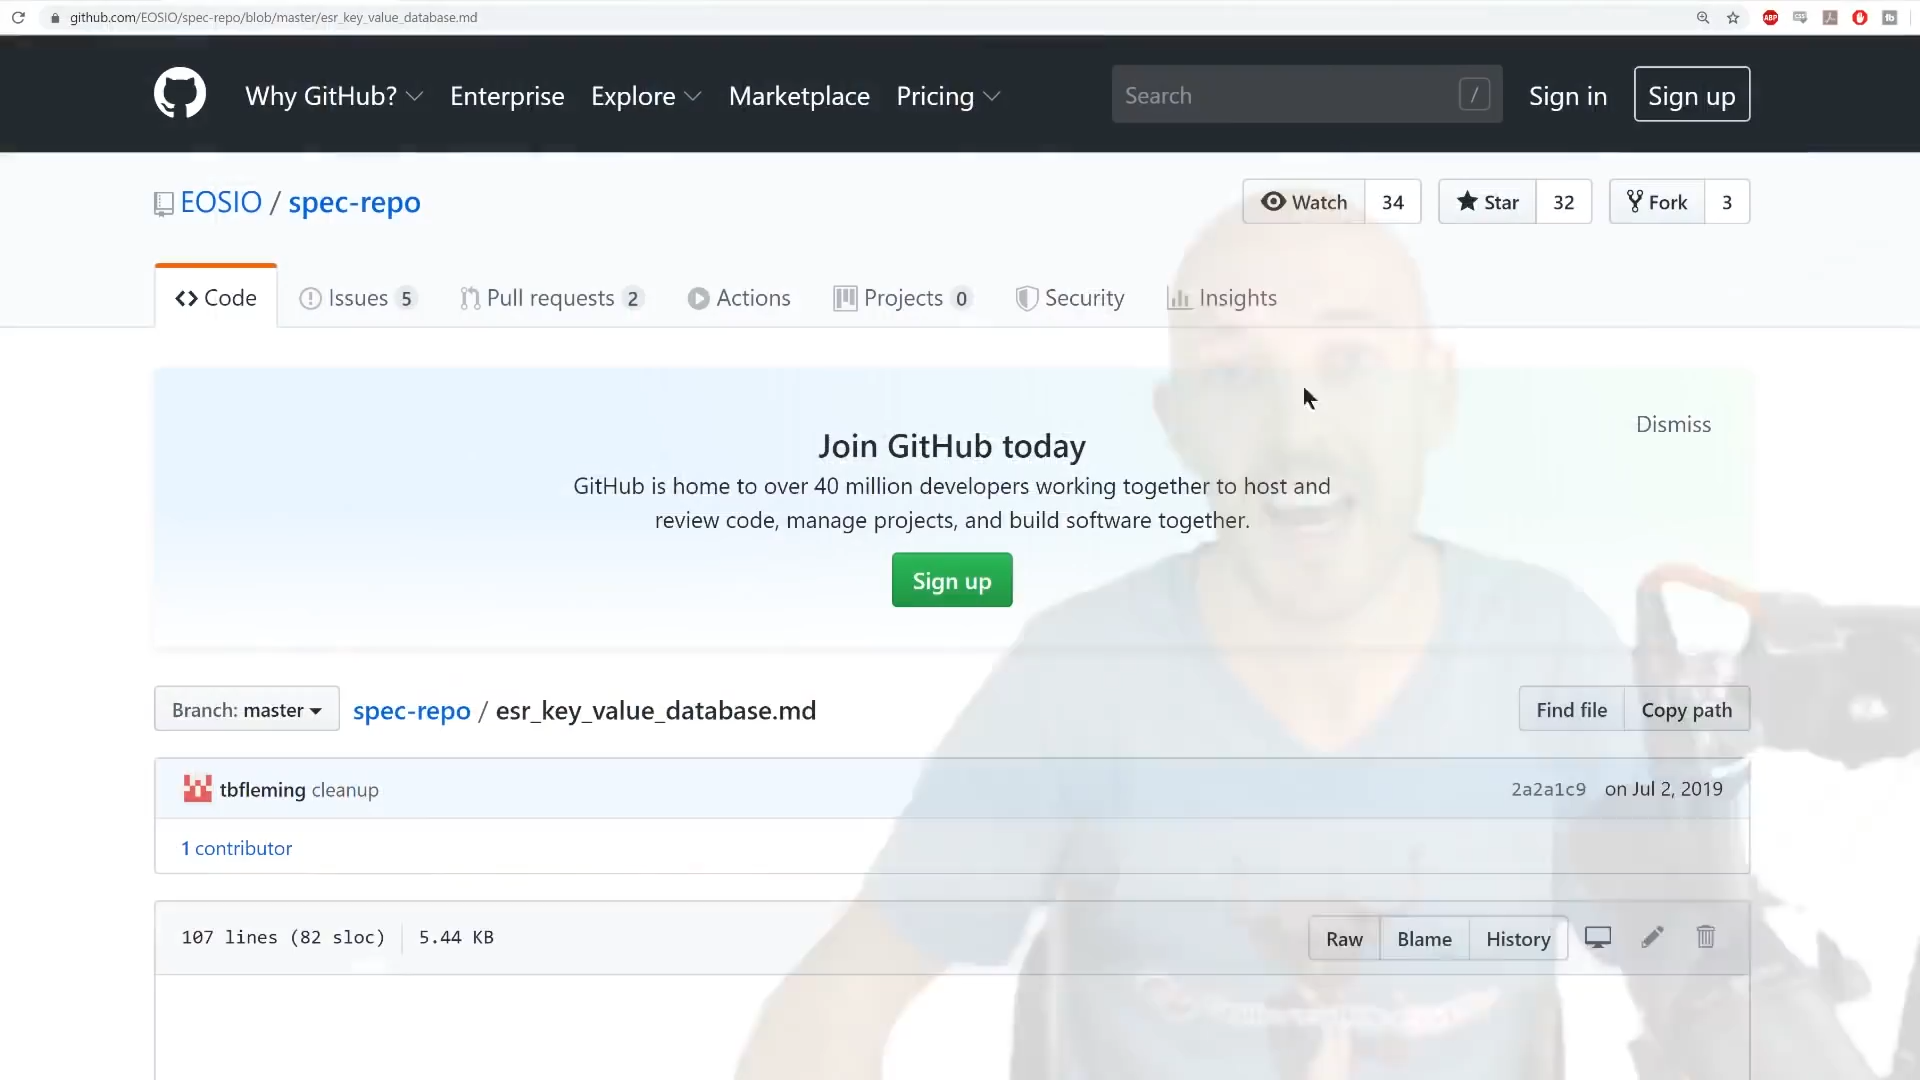 github.com/EOSIO/spec-repo/blob/master/esr_key_value_database.md
ABP
Why GitHub? Enterprise Explore Marketplace Pricing Search / Sign in Sign up
EOSIO / spec-repo Watch 34 Star 32 Fork 3
Code Issues 5 Pull requests 2 Actions Projects 0 Security Insights
Dismiss
Join GitHub today
GitHub is home to over 40 million developers working together to host and
review code, manage projects, and build software together.
Sign up
Branch: master spec-repo / esr_key_value_database.md Find file Copy path
tbfleming cleanup 2a2a1c9 on Jul 2, 2019
1 contributor
107 lines (82 sloc) 5.44 KB Raw Blame History